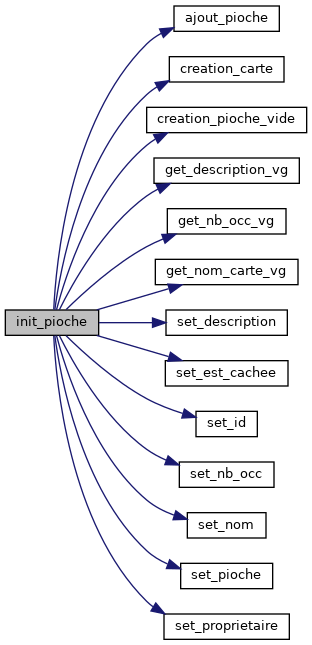 ajout_pioche
creation_carte
creation_pioche_vide
get_description_vg
get_nb_occ_vg
get_nom_carte_vg
init_pioche
set_description
set_est_cachee
set_id
set_nb_occ
set_nom
set_pioche
set_proprietaire